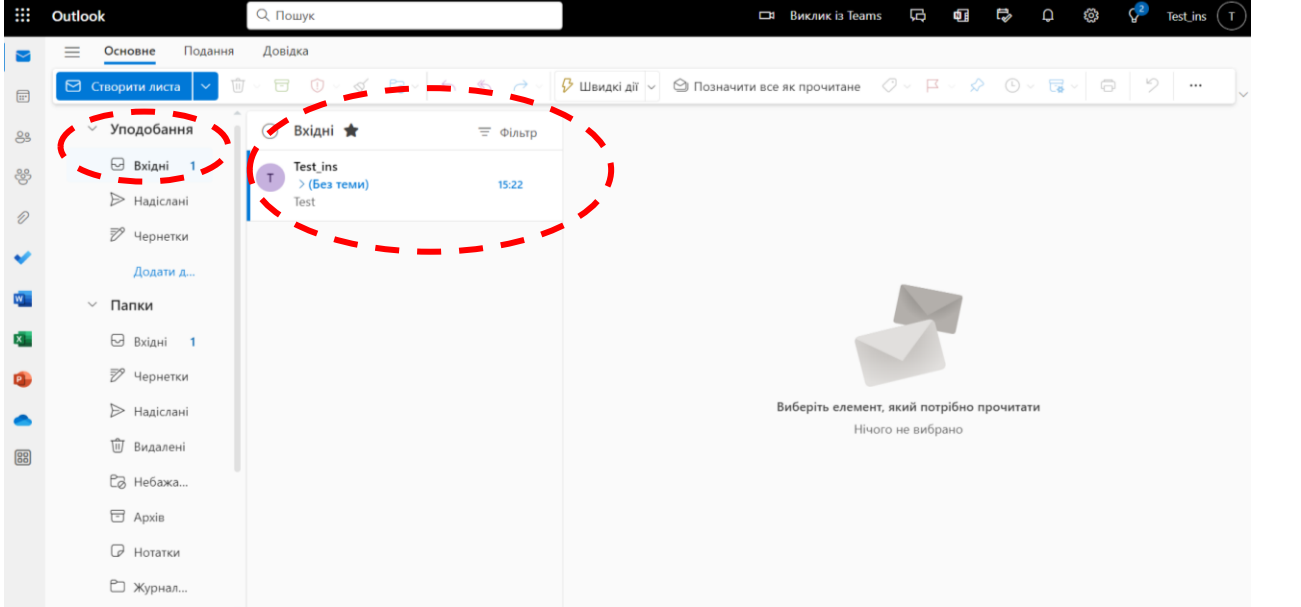 Outlook
Пошук
Виклик із Teams
2
Test_ins
T
Основне Подання Довідка
Створити листа
Швидкі дії
Позначити все як прочитане
Уподобання
Вхідні 1
Надіслані
Чернетки
Додати д...
Папки
Вхідні 1
Чернетки
Надіслані
Видалені
Небажа...
Архів
Нотатки
Журнал...
Вхідні
Фільтр
T
Test_ins
(Без теми) 15:22
Test
Виберіть елемент, який потрібно прочитати
Нічого не вибрано